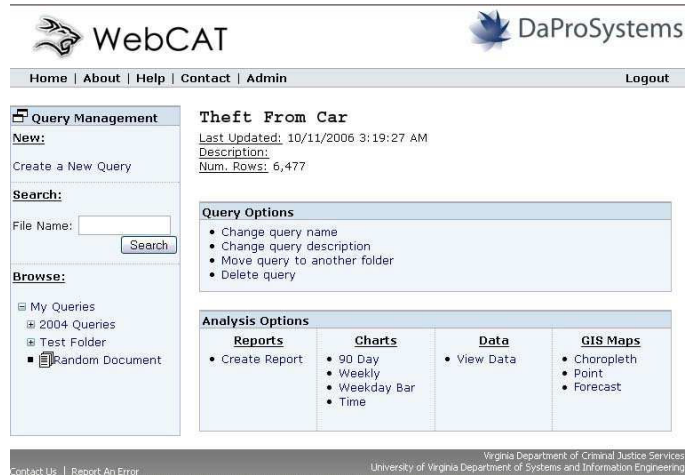 WebCAT
DaProSystems
Home | About | Help | Contact | Admin
Logout
Query Management
New:
Create a New Query
Search:
File Name:
Search
Browse:
My Queries
2004 Queries
Test Folder
Random Document
Theft From Car
Last Updated: 10/11/2006 3:19:27 AM
Description:
Num. Rows: 6,477
Query Options
• Change query name
• Change query description
• Move query to another folder
• Delete query
Analysis Options
Reports
• Create Report
Charts
• 90 Day
• Weekly
• Weekday Bar
• Time
Data
• View Data
GIS Maps
• Choropleth
• Point
• Forecast
Contact Us | Report An Error
Virginia Department of Criminal Justice Services
University of Virginia Department of Systems and Information Engineering